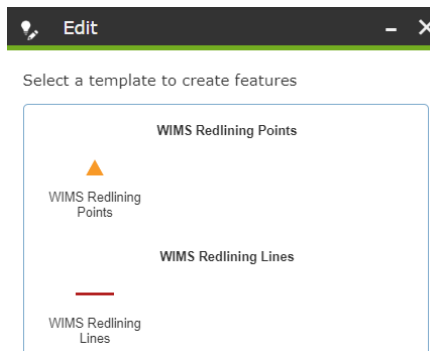 Edit
Select a template to create features
WIMS Redlining Points
WIMS Redlining
Points
WIMS Redlining Lines
WIMS Redlining
Lines